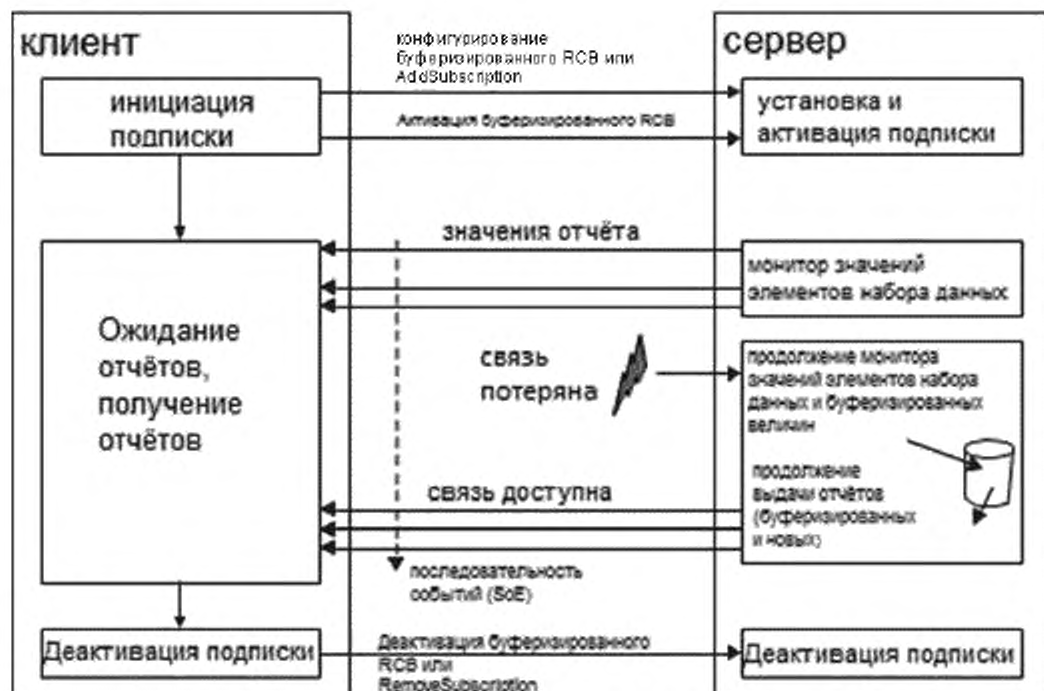 клиент
сервер
конфигурирование
буферизированного RCB или
AddSubscription
инициация
подписки
Активация буферизированного RCB
установка и
активация подписки
значения отчёта
монитор значений
элементов набора данных
Ожидание
отчётов,
получение
отчётов
связь
потеряна
продолжение монитора
значений элементов набора
данных и буферизированных
величин
продолжение
выдачи отчётов
(буферизированных
и новых)
связь доступна
последовательность
событий (SoE)
Деактивация подписки
Деактивация буферизированного
RCB или
RemoveSubscription
Деактивация подписки